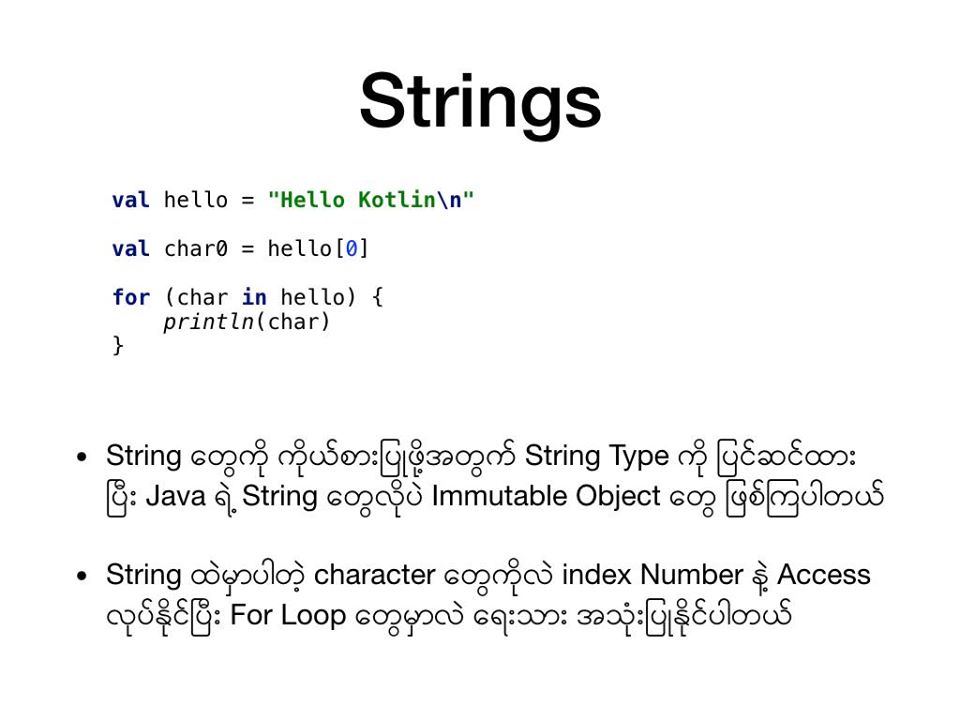 Strings
val hello = "Hello Kotlin\n"
val char0 = hello[0]
for (char in hello) {
    println(char)
}
• String တွေကို ကိုယ်စားပြုဖို့အတွက် String Type ကို ပြင်ဆင်ထား
ပြီး Java ရဲ့ String တွေလိုပဲ Immutable Object တွေ ဖြစ်ကြပါတယ်
• String ထဲမှာပါတဲ့ character တွေကိုလဲ index Number နဲ့ Access
လုပ်နိုင်ပြီး For Loop တွေမှာလဲ ရေးသား အသုံးပြုနိုင်ပါတယ်